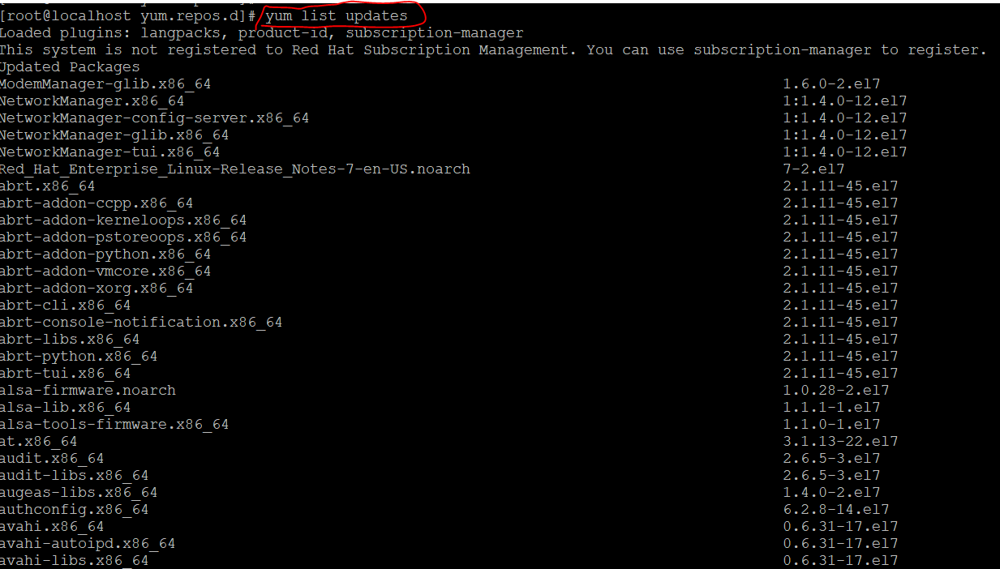 [root@localhost yum.repos.d]# yum list updates
Loaded plugins: langpacks, product-id, subscription-manager
This system is not registered to Red Hat Subscription Management. You can use subscription-manager to register.
Updated Packages
ModemManager-glib.x86_64 1.6.0-2.el7
NetworkManager.x86_64 1:1.4.0-12.el7
NetworkManager-config-server.x86_64 1:1.4.0-12.el7
NetworkManager-glib.x86_64 1:1.4.0-12.el7
NetworkManager-tui.x86_64 1:1.4.0-12.el7
Red_Hat_Enterprise_Linux-Release_Notes-7-en-US.noarch 7-2.el7
abrt.x86_64 2.1.11-45.el7
abrt-addon-ccpp.x86_64 2.1.11-45.el7
abrt-addon-kerneloops.x86_64 2.1.11-45.el7
abrt-addon-pstoreoops.x86_64 2.1.11-45.el7
abrt-addon-python.x86_64 2.1.11-45.el7
abrt-addon-vmcore.x86_64 2.1.11-45.el7
abrt-addon-xorg.x86_64 2.1.11-45.el7
abrt-cli.x86_64 2.1.11-45.el7
abrt-console-notification.x86_64 2.1.11-45.el7
abrt-libs.x86_64 2.1.11-45.el7
abrt-python.x86_64 2.1.11-45.el7
abrt-tui.x86_64 2.1.11-45.el7
alsa-firmware.noarch 1.0.28-2.el7
alsa-lib.x86_64 1.1.1-1.el7
alsa-tools-firmware.x86_64 1.1.0-1.el7
at.x86_64 3.1.13-22.el7
audit.x86_64 2.6.5-3.el7
audit-libs.x86_64 2.6.5-3.el7
augeas-libs.x86_64 1.4.0-2.el7
authconfig.x86_64 6.2.8-14.el7
avahi.x86_64 0.6.31-17.el7
avahi-autoipd.x86_64 0.6.31-17.el7
avahi-libs.x86_64 0.6.31-17.el7